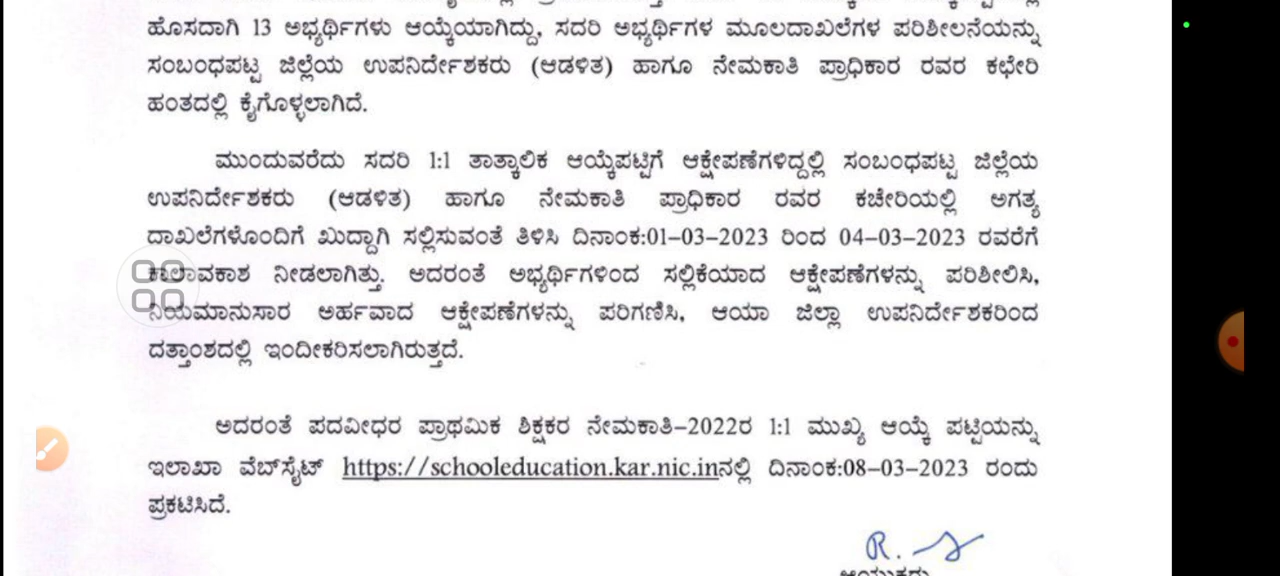 ಹೊಸದಾಗಿ 13 ಅಭ್ಯರ್ಥಿಗಳು ಆಯ್ಕೆಯಾಗಿದ್ದು, ಸದರಿ ಅಭ್ಯರ್ಥಿಗಳ ಮೂಲದಾಖಲೆಗಳ ಪರಿಶೀಲನೆಯನ್ನು
ಸಂಬಂಧಪಟ್ಟ ಜಿಲ್ಲೆಯ ಉಪನಿರ್ದೇಶಕರು (ಆಡಳಿತ) ಹಾಗೂ ನೇಮಕಾತಿ ಪ್ರಾಧಿಕಾರ ರವರ ಕಛೇರಿ
ಹಂತದಲ್ಲಿ ಕೈಗೊಳ್ಳಲಾಗಿದೆ.
ಮುಂದುವರೆದು ಸದರಿ 1:1 ತಾತ್ಕಾಲಿಕ ಆಯ್ಕೆಪಟ್ಟಿಗೆ ಆಕ್ಷೇಪಣೆಗಳಿದ್ದಲ್ಲಿ ಸಂಬಂಧಪಟ್ಟ ಜಿಲ್ಲೆಯ
ಉಪನಿರ್ದೇಶಕರು (ಆಡಳಿತ) ಹಾಗೂ ನೇಮಕಾತಿ ಪ್ರಾಧಿಕಾರ ರವರ ಕಚೇರಿಯಲ್ಲಿ ಅಗತ್ಯ
ದಾಖಲೆಗಳೊಂದಿಗೆ ಖುದ್ದಾಗಿ ಸಲ್ಲಿಸುವಂತೆ ತಿಳಿಸಿ ದಿನಾಂಕ:01-03-2023 ರಿಂದ 04-03-2023 ರವರೆಗೆ
ಕಾಲಾವಕಾಶ ನೀಡಲಾಗಿತ್ತು. ಅದರಂತೆ ಅಭ್ಯರ್ಥಿಗಳಿಂದ ಸಲ್ಲಿಕೆಯಾದ ಆಕ್ಷೇಪಣೆಗಳನ್ನು ಪರಿಶೀಲಿಸಿ,
ನಿಯಮಾನುಸಾರ ಅರ್ಹವಾದ ಆಕ್ಷೇಪಣೆಗಳನ್ನು ಪರಿಗಣಿಸಿ, ಆಯಾ ಜಿಲ್ಲಾ ಉಪನಿರ್ದೇಶಕರಿಂದ
ದತ್ತಾಂಶದಲ್ಲಿ ಇಂದೀಕರಿಸಲಾಗಿರುತ್ತದೆ.
ಅದರಂತೆ ಪದವೀಧರ ಪ್ರಾಥಮಿಕ ಶಿಕ್ಷಕರ ನೇಮಕಾತಿ-2022ರ 1:1 ಮುಖ್ಯ ಆಯ್ಕೆ ಪಟ್ಟಿಯನ್ನು
ಇಲಾಖಾ ವೆಬ್‌ಸೈಟ್ https://schooleducation.kar.nic.inನಲ್ಲಿ ದಿನಾಂಕ:08-03-2023 ರಂದು
ಪ್ರಕಟಿಸಿದೆ.